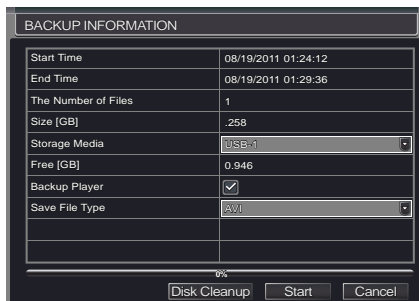 BACKUP INFORMATION
Start Time 08/19/2011 01:24:12
End Time 08/19/2011 01:29:36
The Number of Files 1
Size [GB] .258
Storage Media USB-1
Free [GB] 0.946
Backup Player
Save File Type AVI
0%
Disk Cleanup Start Cancel